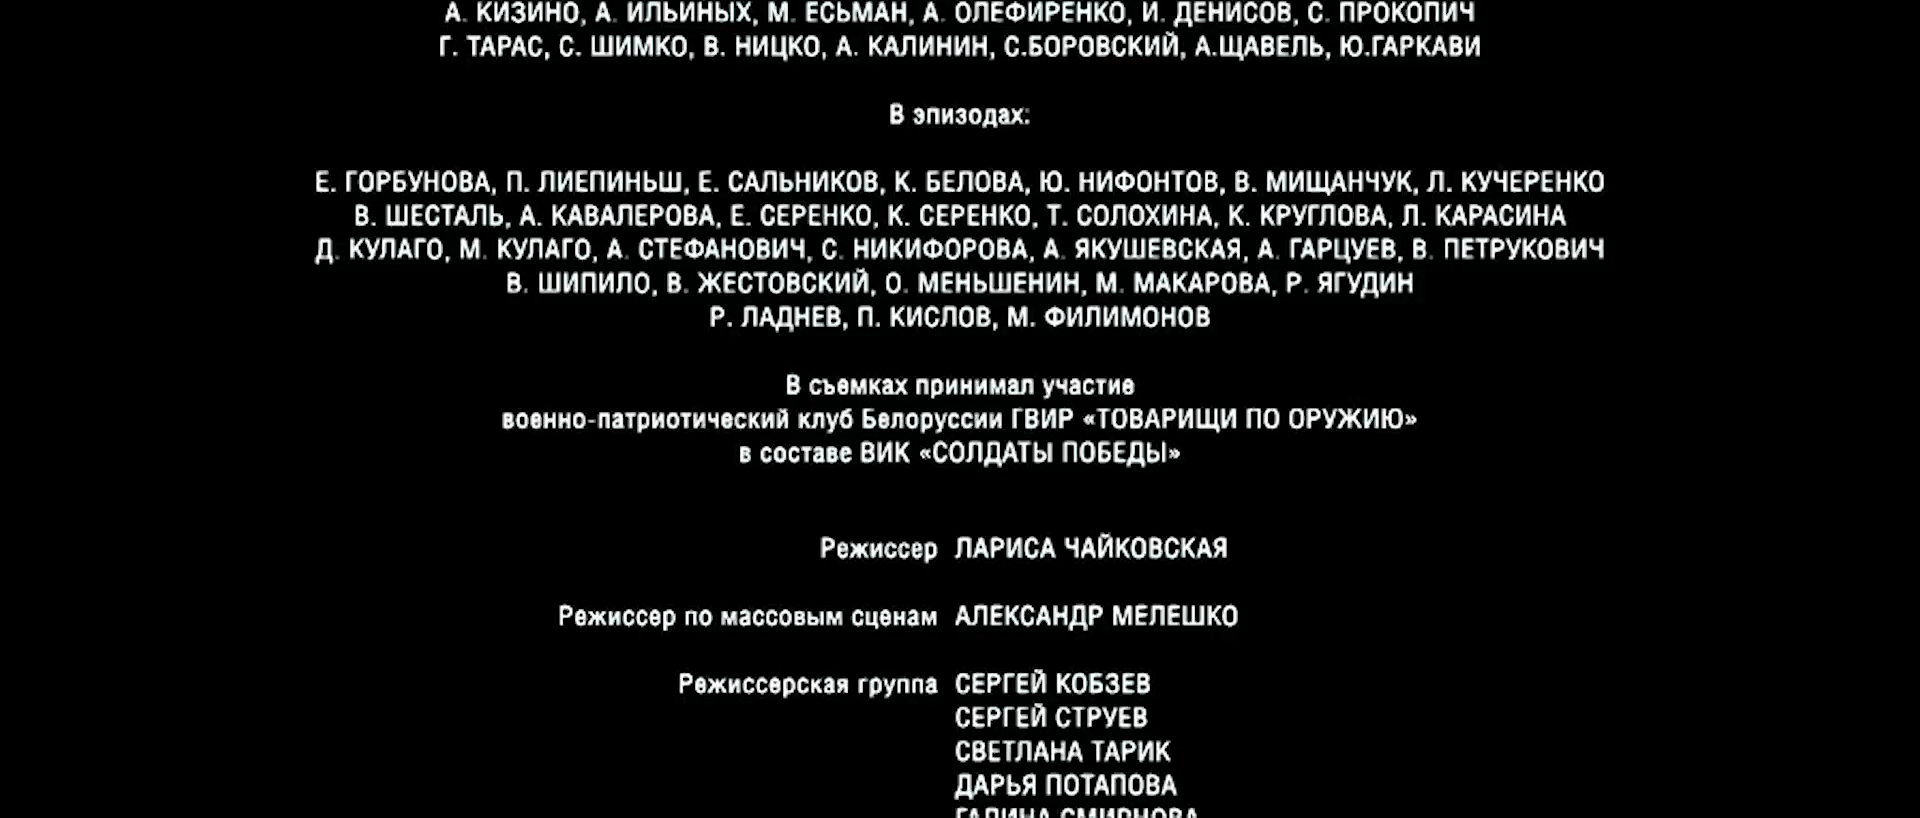 А. КИЗИНО, А. ИЛЬИНЫХ, М. ЕСЬМАН, А. ОЛЕФИРЕНКО, И. ДЕНИСОВ, С. ПРОКОПИЧ
Г. ТАРАС, С. ШИМКО, В. НИЦКО, А. КАЛИНИН, С.БОРОВСКИЙ, А.ЩАВЕЛЬ, Ю.ГАРКАВИ
В эпизодах:
Е. ГОРБУНОВА, П. ЛИЕПИНЬШ, Е. САЛЬНИКОВ, К. БЕЛОВА, Ю. НИФОНТОВ, В. МИЩАНЧУК, Л. КУЧЕРЕНКО
В. ШЕСТАЛЬ, А. КАВАЛЕРОВА, Е. СЕРЕНКО, К. СЕРЕНКО, Т. СОЛОХИНА, К. КРУГЛОВА, Л. КАРАСИНА
Д. КУЛАГО, М. КУЛАГО, А. СТЕФАНОВИЧ, С. НИКИФОРОВА, А. ЯКУШЕВСКАЯ, А. ГАРЦУЕВ, В. ПЕТРУКОВИЧ
В. ШИПИЛО, В. ЖЕСТОВСКИЙ, О. МЕНЬШЕНИН, М. МАКАРОВА, Р. ЯГУДИН
Р. ЛАДНЕВ, П. КИСЛОВ, М. ФИЛИМОНОВ
В съемках принимал участие
военно-патриотический клуб Белоруссии ГВИР «ТОВАРИЩИ ПО ОРУЖИЮ»
в составе ВИК «СОЛДАТЫ ПОБЕДЫ»
Режиссер ЛАРИСА ЧАЙКОВСКАЯ
Режиссер по массовым сценам АЛЕКСАНДР МЕЛЕШКО
Режиссерская группа СЕРГЕЙ КОБЗЕВ
СЕРГЕЙ СТРУЕВ
СВЕТЛАНА ТАРИК
ДАРЬЯ ПОТАПОВА
ГАЛИНА СМИРНОВА